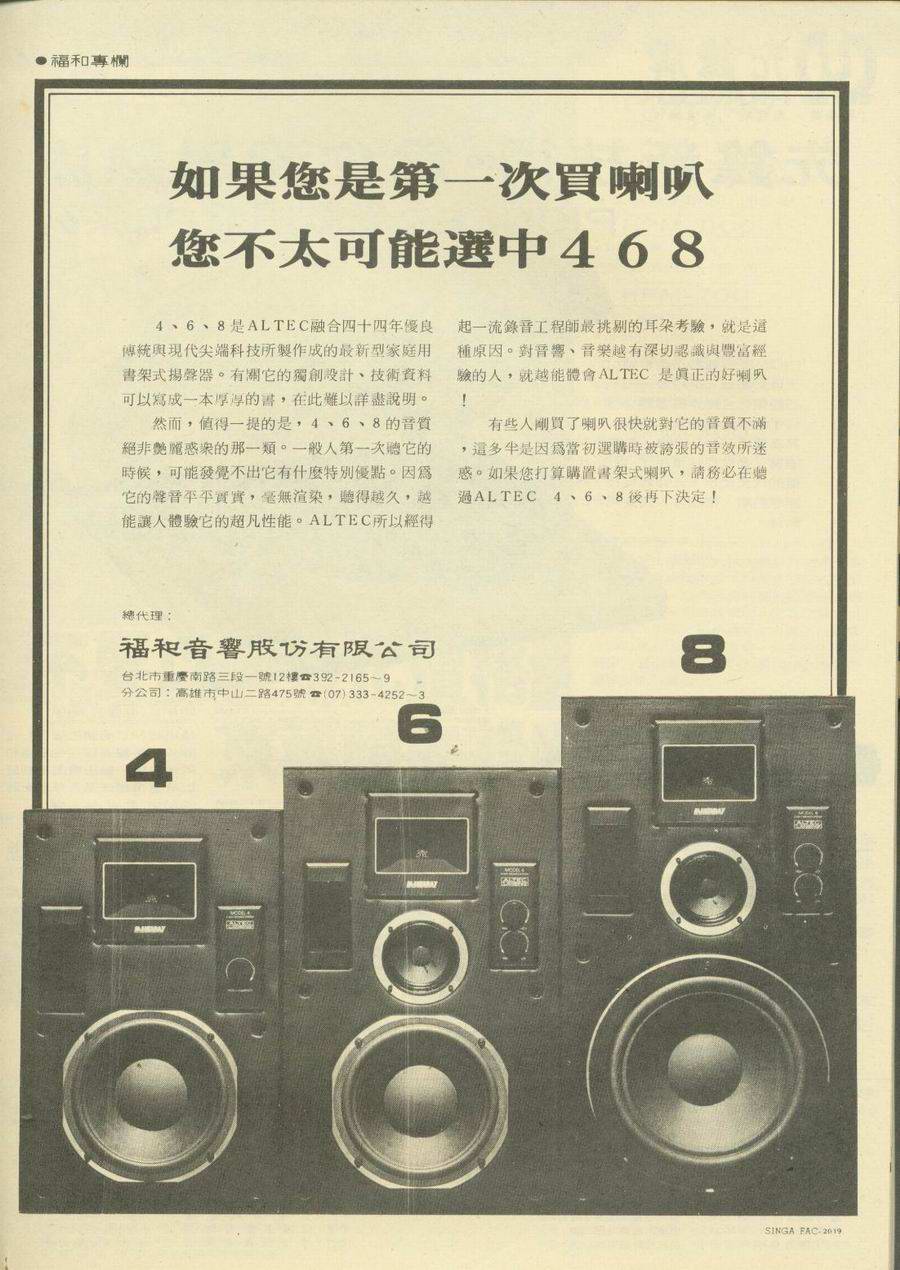 ●福和專欄
如果您是第一次買喇叭
您不太可能選中４６８
4、6、8是ALTEC融合四十四年優良
傳統與現代尖端科技所製作成的最新型家庭用
書架式揚聲器。有關它的獨創設計、技術資料
可以寫成一本厚厚的書，在此難以詳盡說明。
然而，值得一提的是，4、6、8的音質
絕非艷麗惑衆的那一類。一般人第一次聽它的
時候，可能發覺不出它有什麼特別優點。因爲
它的聲音平平實實，毫無渲染，聽得越久，越
能讓人體驗它的超凡性能。ALTEC所以經得
起一流錄音工程師最挑剔的耳朶考驗，就是這
種原因。對音響、音樂越有深切認識與豐富經
驗的人，就越能體會ALTEC 是眞正的好喇叭
！
有些人剛買了喇叭很快就對它的音質不滿
，這多半是因爲當初選購時被誇張的音效所迷
惑。如果您打算購置書架式喇叭，請務必在聽
過ALTEC 4、6、8後再下決定！
總代理：
福和音響股份有限公司
台北市重慶南路三段一號12樓☎392-2165～9
分公司：高雄市中山二路475號☎(07)333-4252～3
8
6
4
MODEL 8
ALTEC
MODEL 6
ALTEC
MODEL 4
ALTEC
SINGA FAC-2019